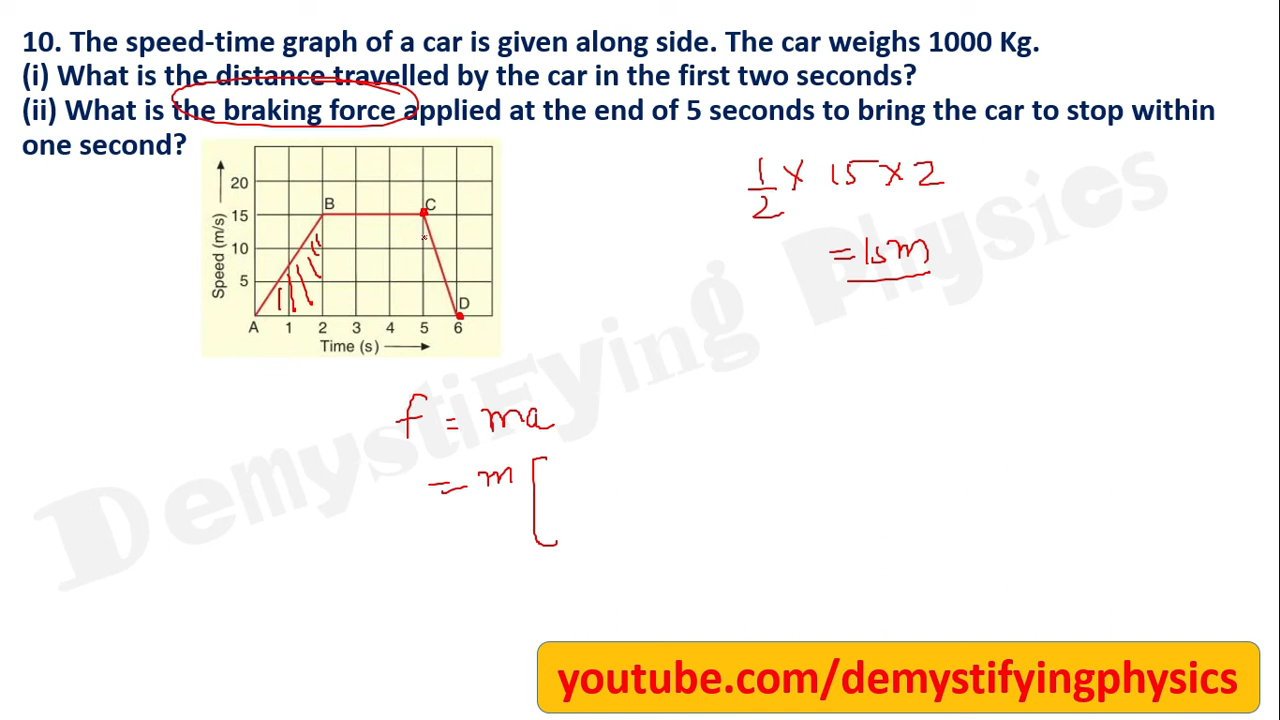 10. The speed-time graph of a car is given along side. The car weighs 1000 Kg.
(i) What is the distance travelled by the car in the first two seconds?
(ii) What is the braking force applied at the end of 5 seconds to bring the car to stop within
one second?
Speed (m/s)
20
15
10
5
B
C
A
D
1 2 3 4 5 6
Time (s)
1/2 × 15 × 2
= 15m
f = ma
= m [
Demystifying Physics
youtube.com/demystifyingphysics